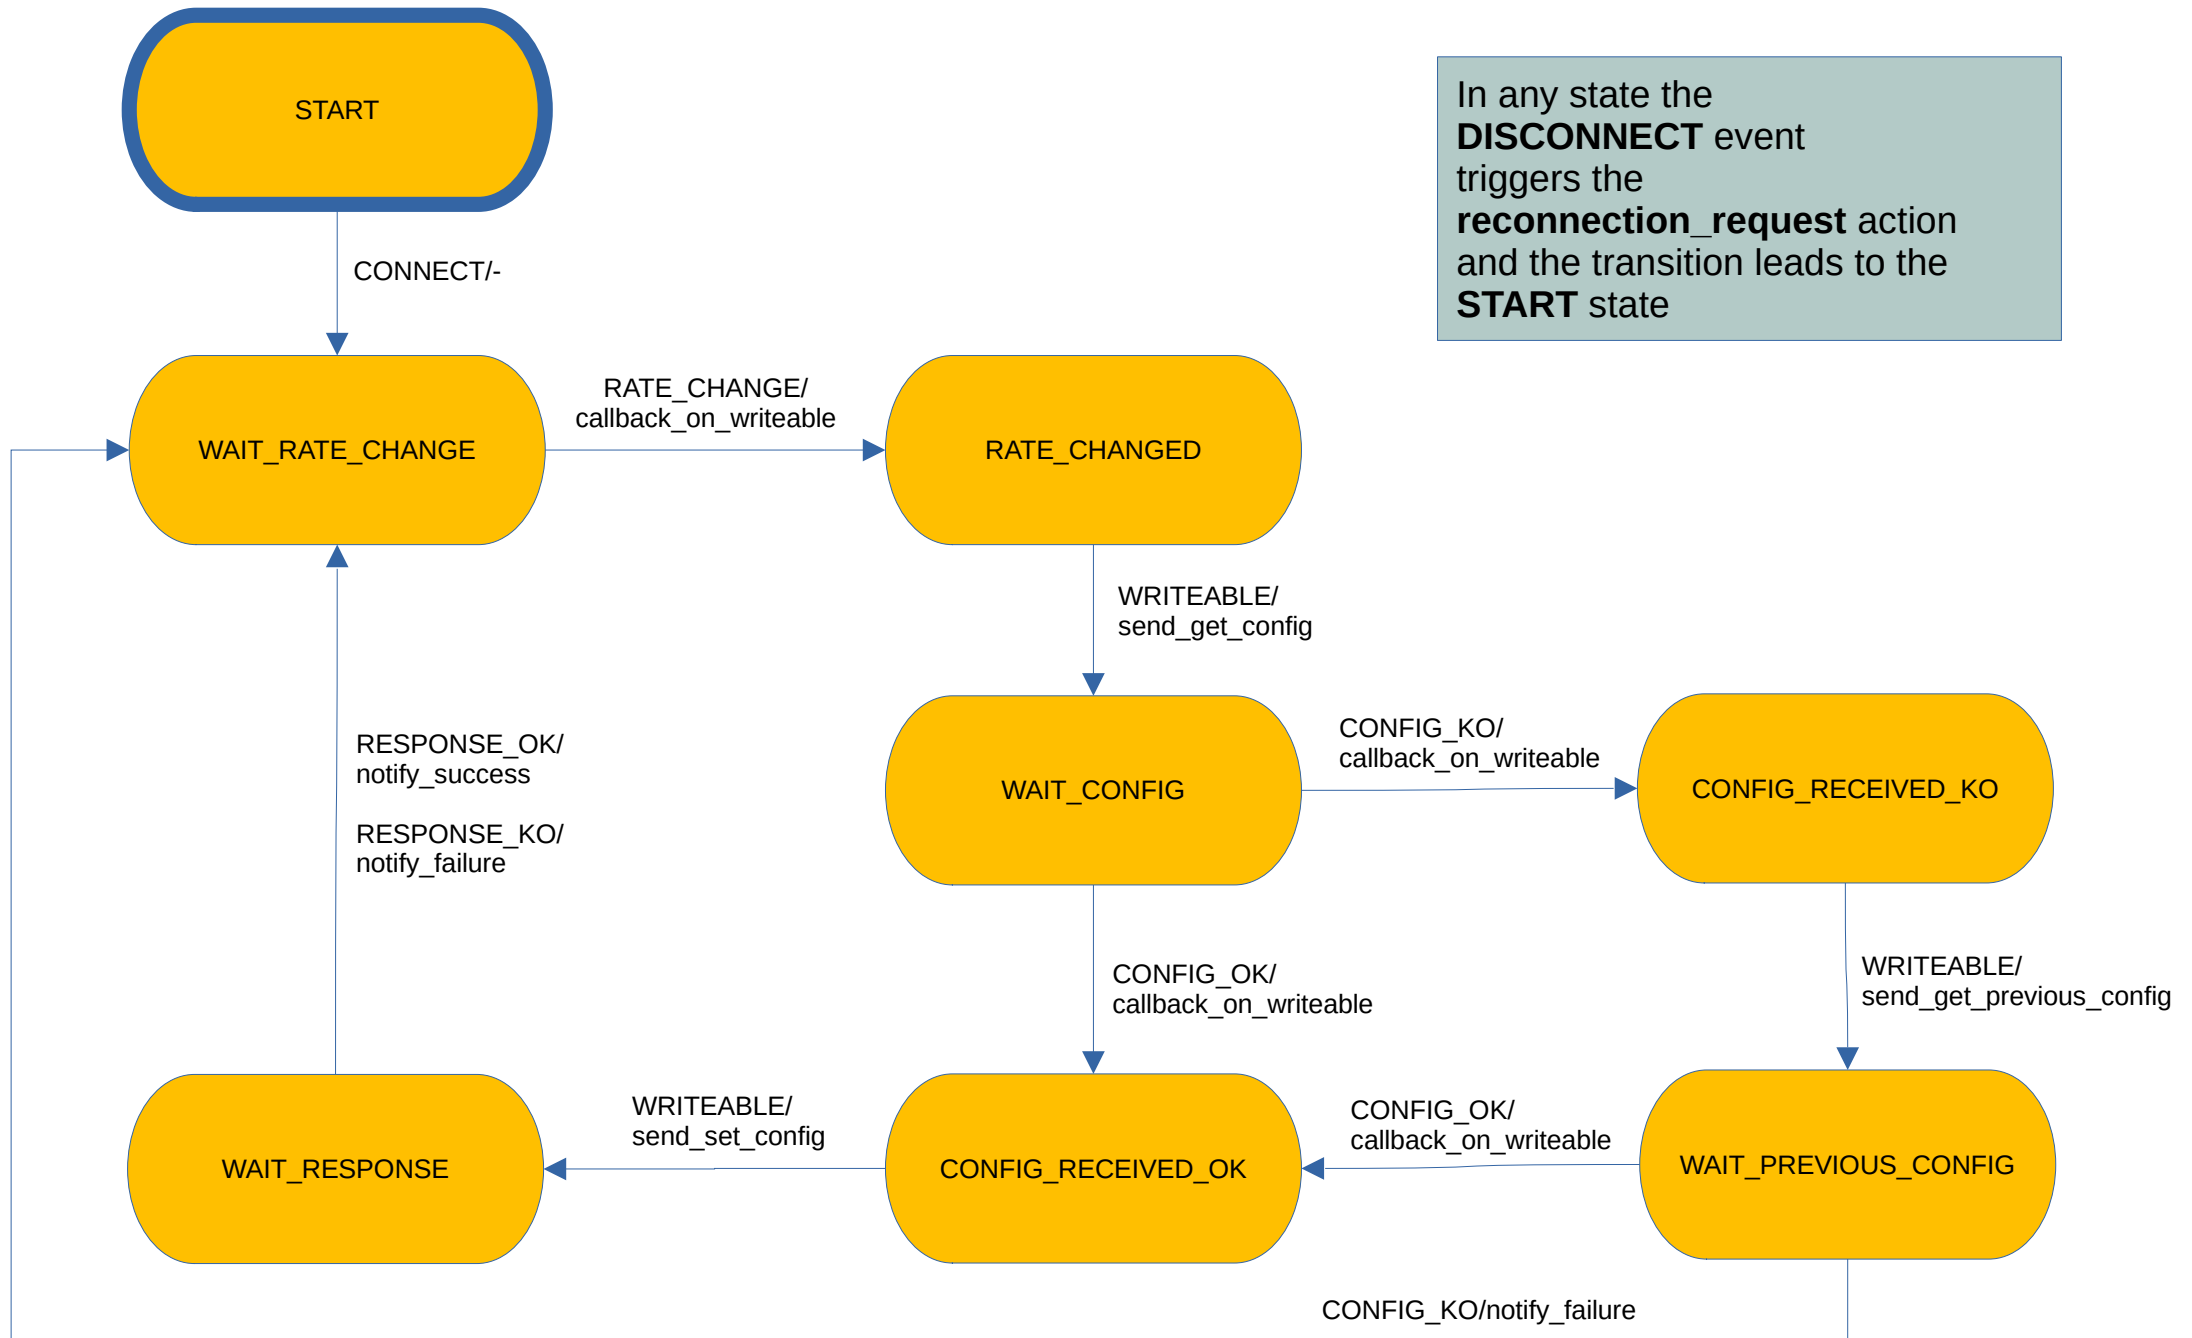 START
In any state the
DISCONNECT event
triggers the
reconnection_request action
and the transition leads to the
START state
CONNECT/-
RATE_CHANGE/
callback_on_writeable
WAIT_RATE_CHANGE
RATE_CHANGED
WRITEABLE/
send_get_config
RESPONSE_OK/
notify_success
RESPONSE_KO/
notify_failure
WAIT_CONFIG
CONFIG_KO/
callback_on_writeable
CONFIG_RECEIVED_KO
CONFIG_OK/
callback_on_writeable
WRITEABLE/
send_get_previous_config
WAIT_RESPONSE
WRITEABLE/
send_set_config
CONFIG_RECEIVED_OK
CONFIG_OK/
callback_on_writeable
WAIT_PREVIOUS_CONFIG
CONFIG_KO/notify_failure